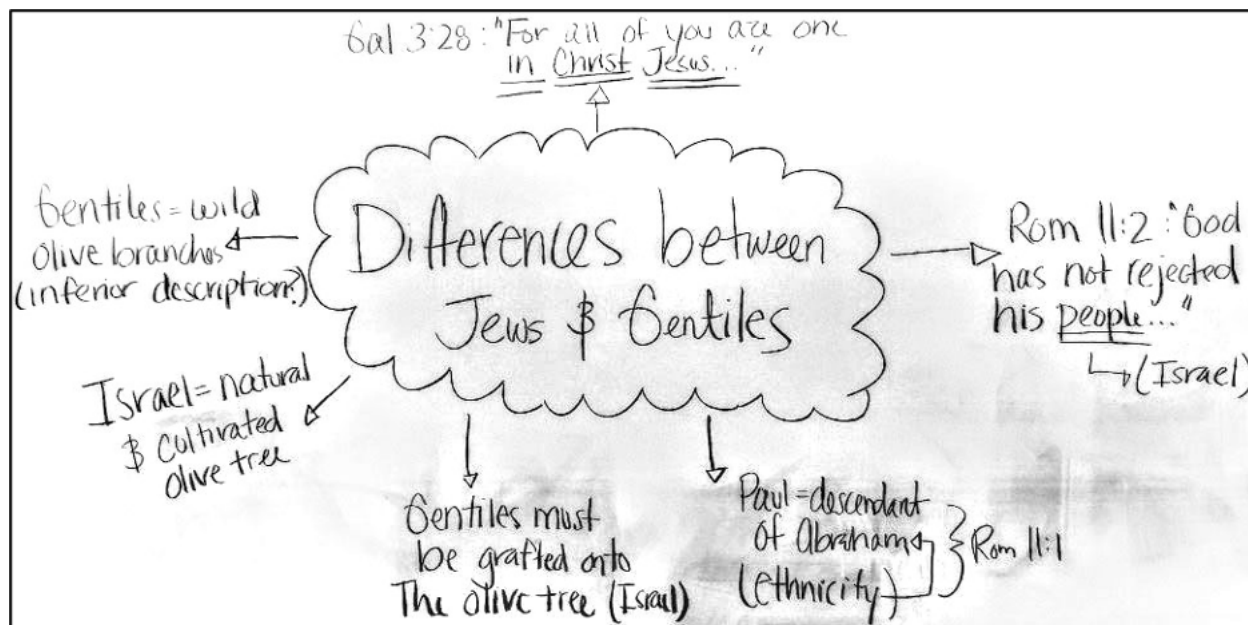 Gal 3:28: "For all of you are one
in Christ Jesus..."
Differences between
Jews & Gentiles
Gentiles = wild
olive branches
(inferior description?)
Rom 11:2 : "God
has not rejected
his people..."
(Israel)
Israel = natural
& cultivated
olive tree
Gentiles must
be grafted onto
The olive tree (Israel)
Paul = descendant
of Abraham
(ethnicity)
Rom 11:1